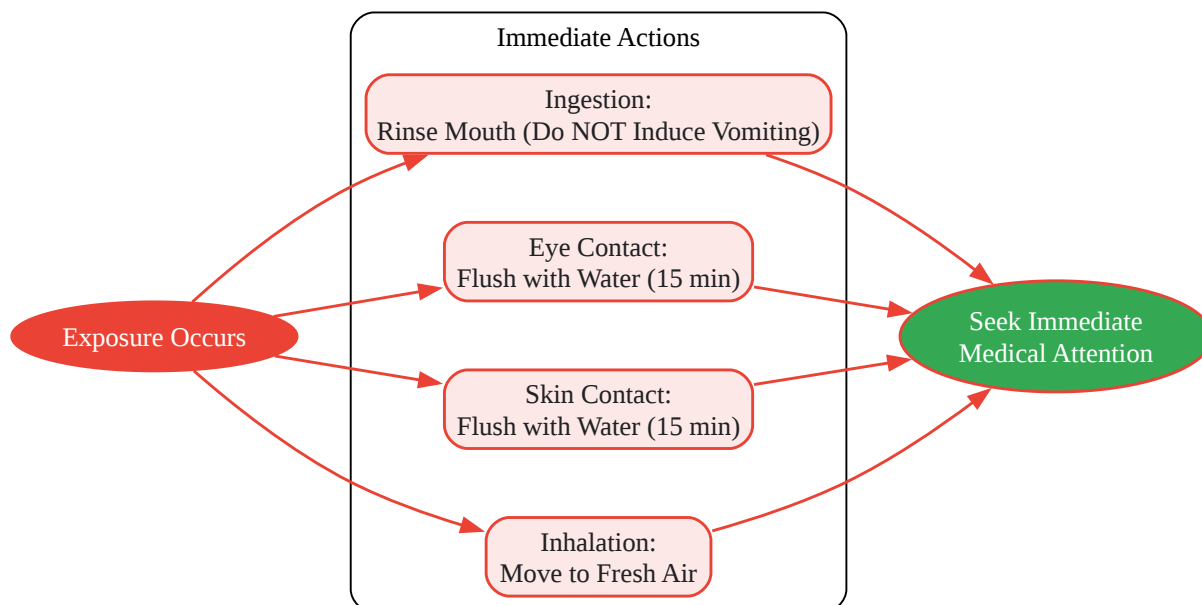 Immediate Actions
Ingestion:
Rinse Mouth (Do NOT Induce Vomiting)
Eye Contact:
Flush with Water (15 min)
Exposure Occurs
Seek Immediate
Medical Attention
Skin Contact:
Flush with Water (15 min)
Inhalation:
Move to Fresh Air